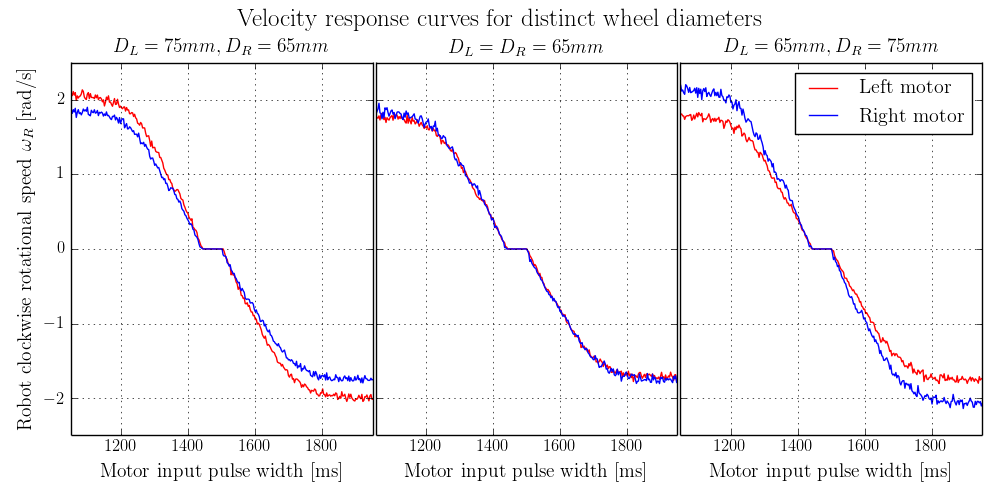 Velocity response curves for distinct wheel diameters
D_L = 75mm, D_R = 65mm
D_L = D_R = 65mm
D_L = 65mm, D_R = 75mm
Robot clockwise rotational speed ω_R [rad/s]
2
1
0
−1
−2
Left motor
Right motor
1200 1400 1600 1800
1200 1400 1600 1800
1200 1400 1600 1800
Motor input pulse width [ms]
Motor input pulse width [ms]
Motor input pulse width [ms]